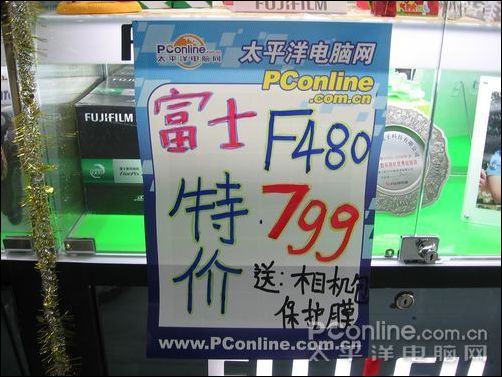 FUJIFILM
PConline
太平洋电脑网
太平洋电脑网
PConline
.com.cn
FUJIFILM
富士 F480
特价 799
送:相机包
保护膜
www.PConline.com.cn
PConline.com.cn
太平洋电脑网